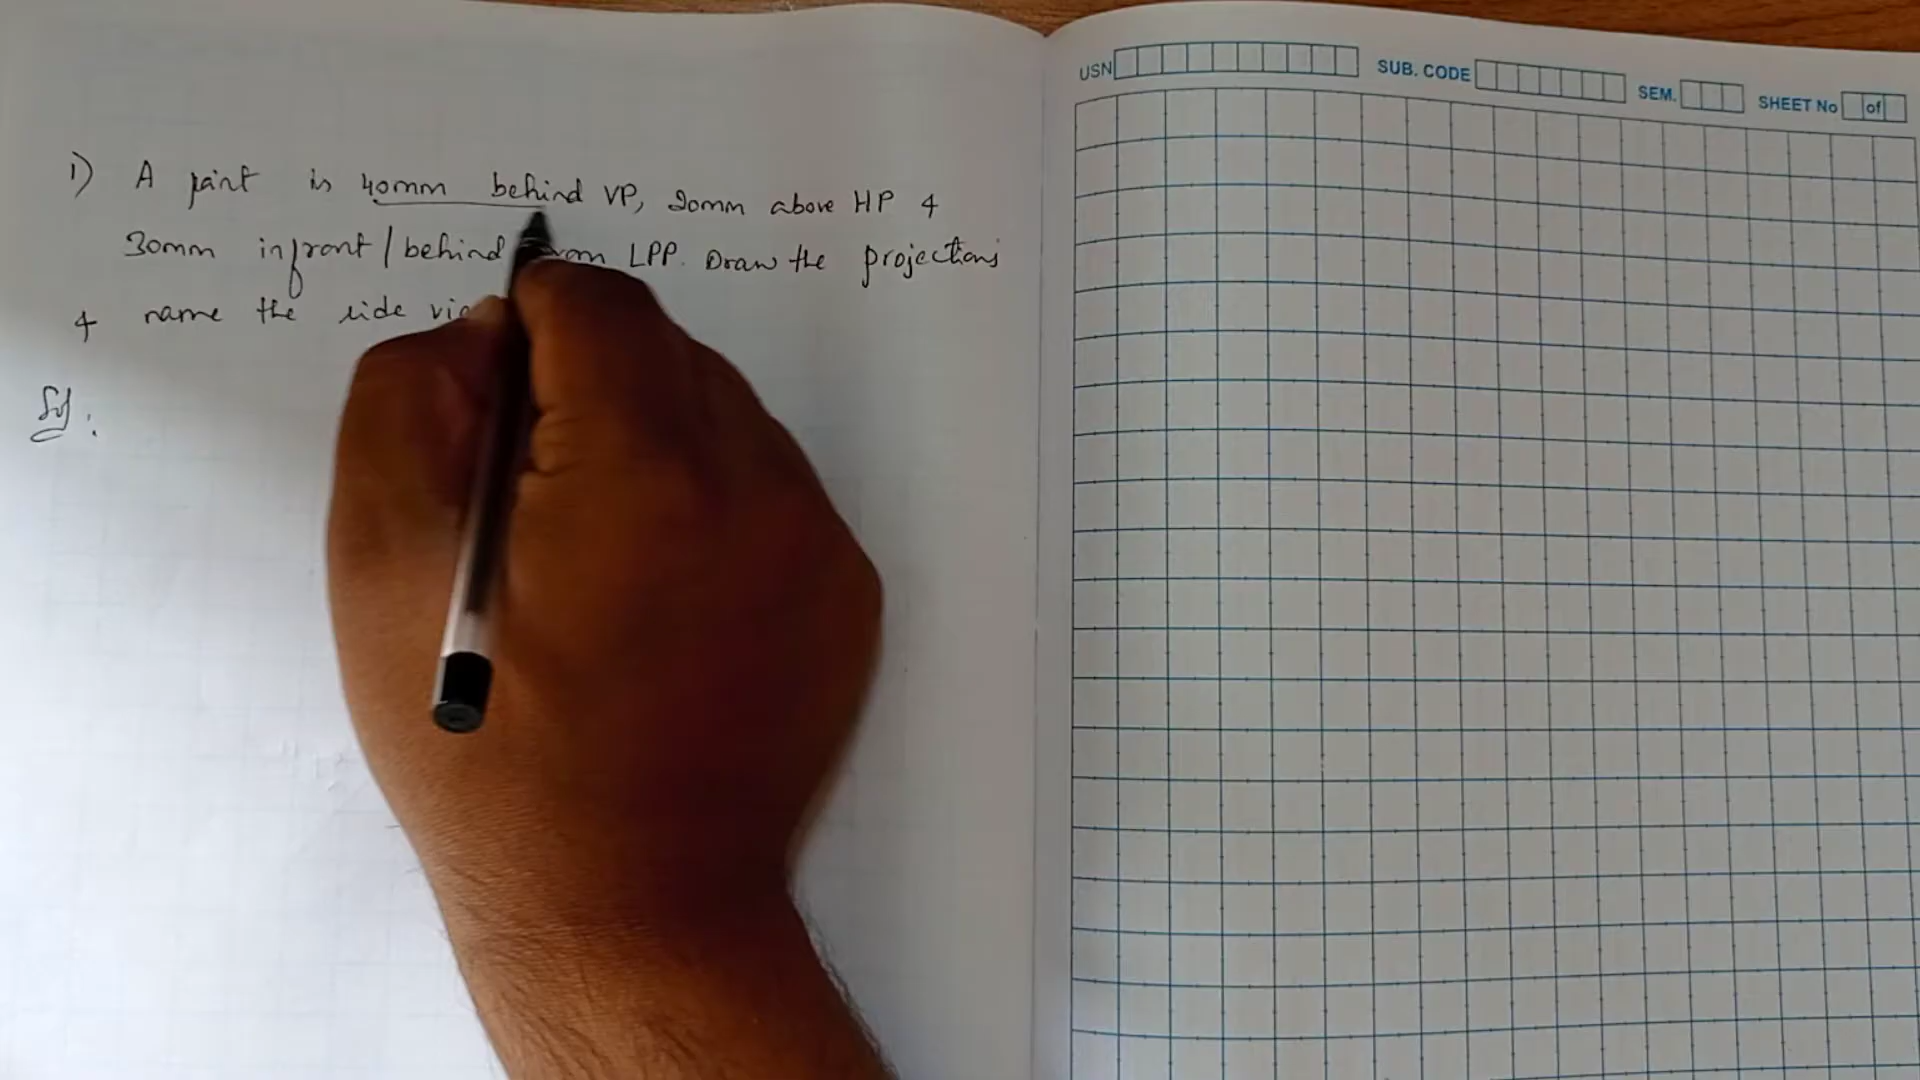 1) A point is 40mm behind VP, 20mm above HP &
30mm infront / behind from LPP. Draw the projections
& name the side
Sol:
USN
SUB. CODE
SEM.
SHEET No of